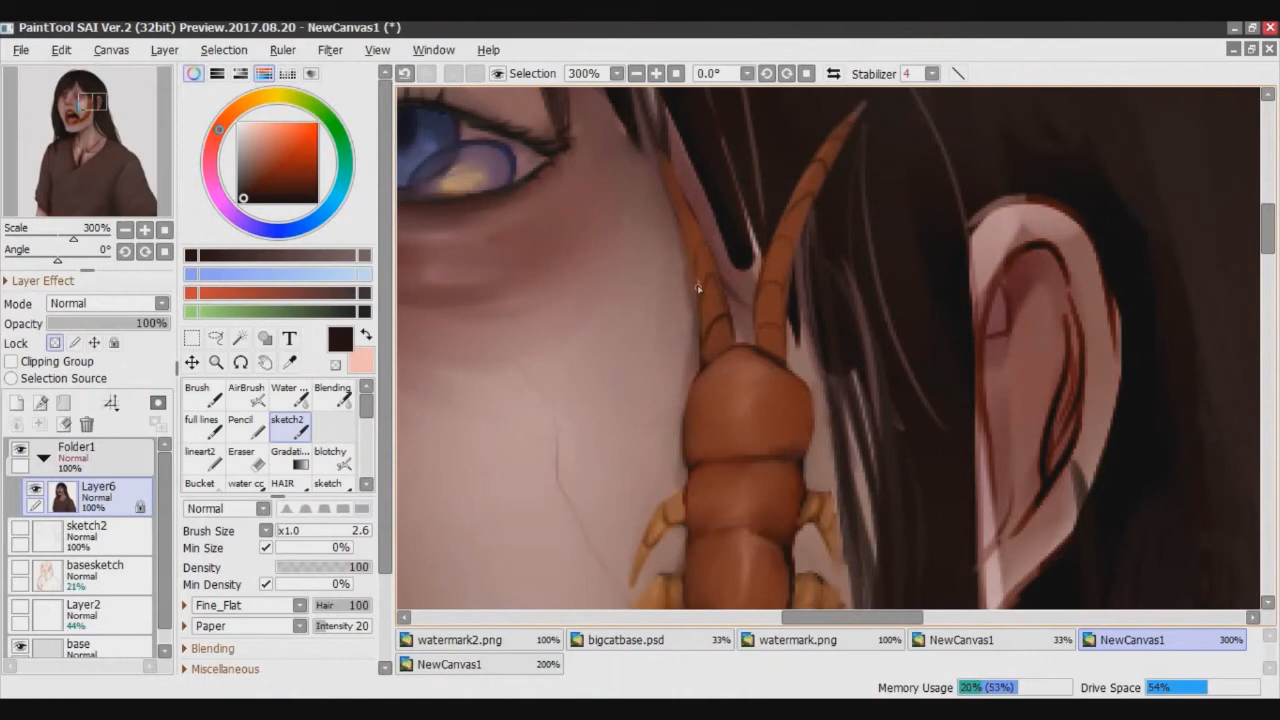 PaintTool SAI Ver.2 (32bit) Preview.2017.08.20 - NewCanvas1 (*)
File Edit Canvas Layer Selection Ruler Filter View Window Help
Selection 300% 0.0° Stabilizer 4
Scale 300%
Angle 0°
Layer Effect
Mode Normal
Opacity 100%
Lock
Clipping Group
Selection Source
Folder1
Normal
100%
Layer6
Normal
100%
sketch2
Normal
100%
basesketch
Normal
21%
Layer2
Normal
44%
base
Normal
T
Brush AirBrush Water ... Blending
full lines Pencil sketch2
lineart2 Eraser Gradati... blotchy
Bucket water cc HAIR sketch
Normal
Brush Size x1.0 2.6
Min Size 0%
Density 100
Min Density 0%
Fine_Flat Hair 100
Paper Intensity 20
Blending
Miscellaneous
watermark2.png 100% bigcatbase.psd 33% watermark.png 100% NewCanvas1 33% NewCanvas1 300%
NewCanvas1 200%
Memory Usage 20% (53%) Drive Space 54%